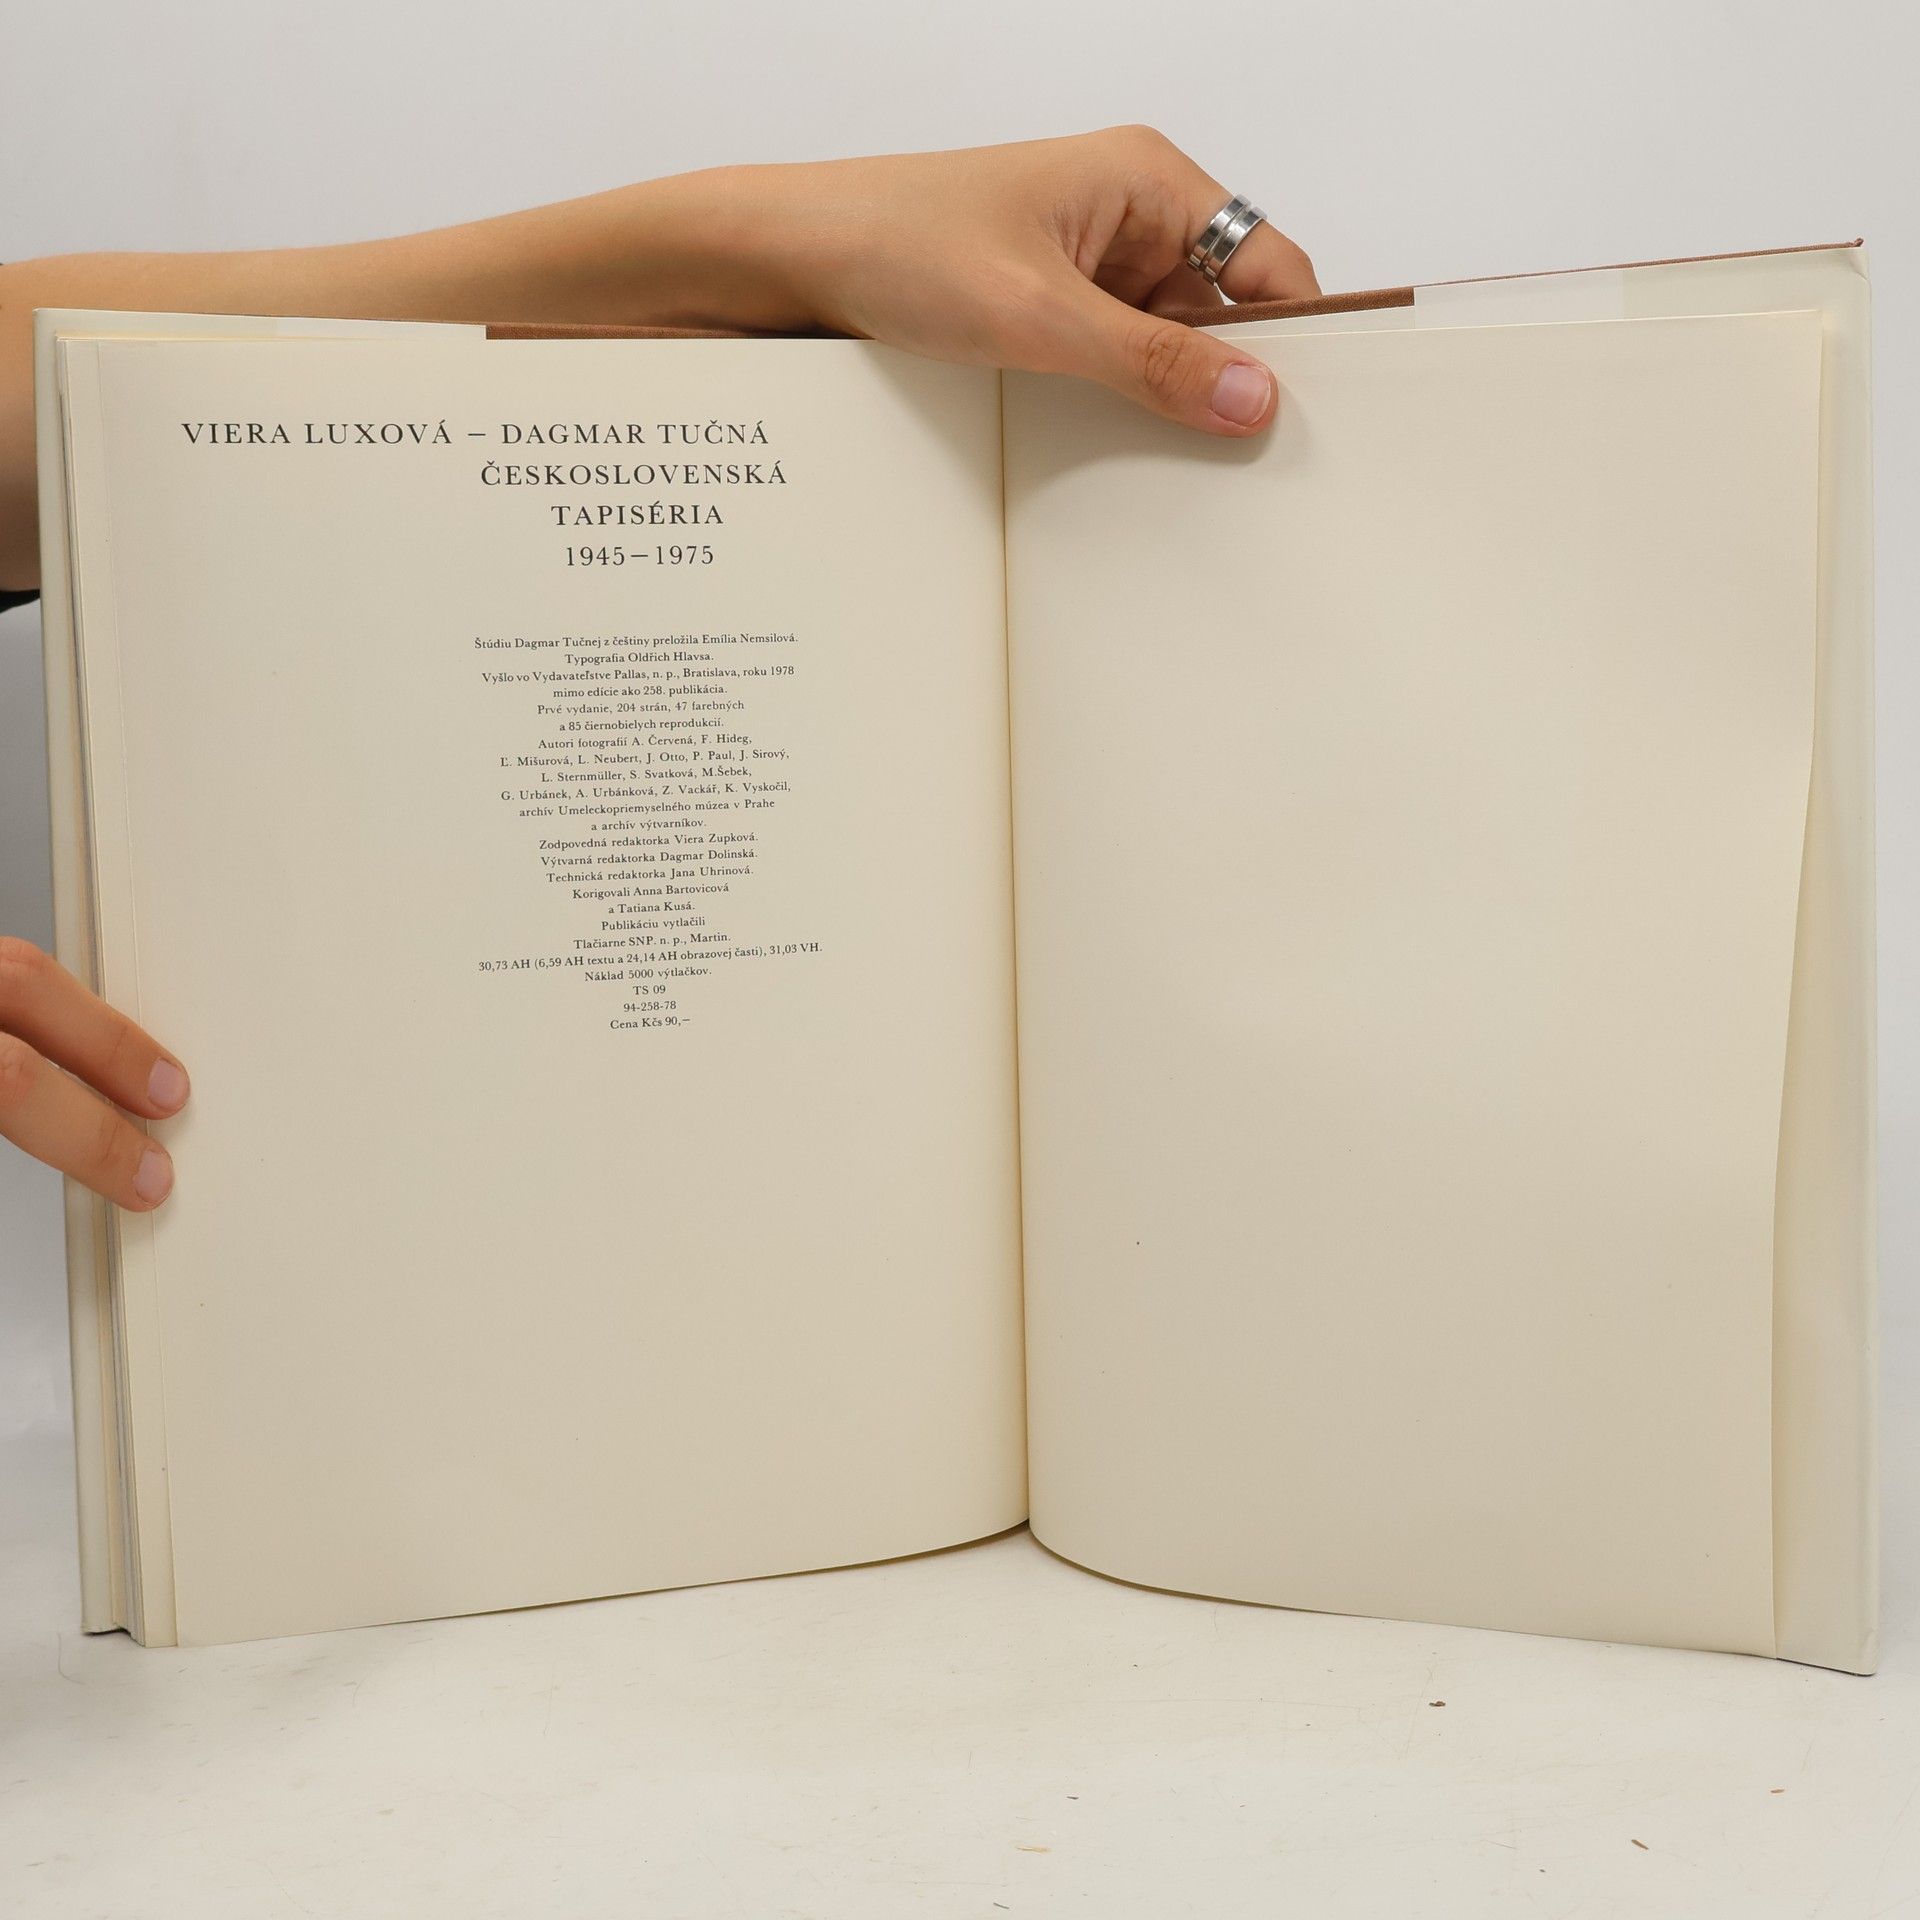 VIERA LUXOVÁ – DAGMAR TUČNÁ
ČESKOSLOVENSKÁ
TAPISÉRIA
1945–1975
Štúdiu Dagmar Tučnej z češtiny preložila Emília Nemsilová.
Typografia Oldřich Hlavsa.
Vyšlo vo Vydavateľstve Pallas, n. p., Bratislava, roku 1978
mimo edície ako 258. publikácia.
Prvé vydanie, 204 strán, 47 farebných
a 85 čiernobielych reprodukcií.
Autori fotografií A. Červená, F. Hideg,
Ľ. Mišurová, L. Neubert, J. Otto, P. Paul, J. Sirový,
L. Sternmüller, S. Svatková, M.Šebek,
G. Urbánek, A. Urbánková, Z. Vackář, K. Vyskočil,
archív Umeleckopriemyselného múzea v Prahe
a archív výtvarníkov.
Zodpovedná redaktorka Viera Zupková.
Výtvarná redaktorka Dagmar Dolinská.
Technická redaktorka Jana Uhrinová.
Korigovali Anna Bartovicová
a Tatiana Kusá.
Publikáciu vytlačili
Tlačiarne SNP. n. p., Martin.
30,73 AH (6,59 AH textu a 24,14 AH obrazovej časti), 31,03 VH.
Náklad 5000 výtlačkov.
TS 09
94-258-78
Cena Kčs 90,–